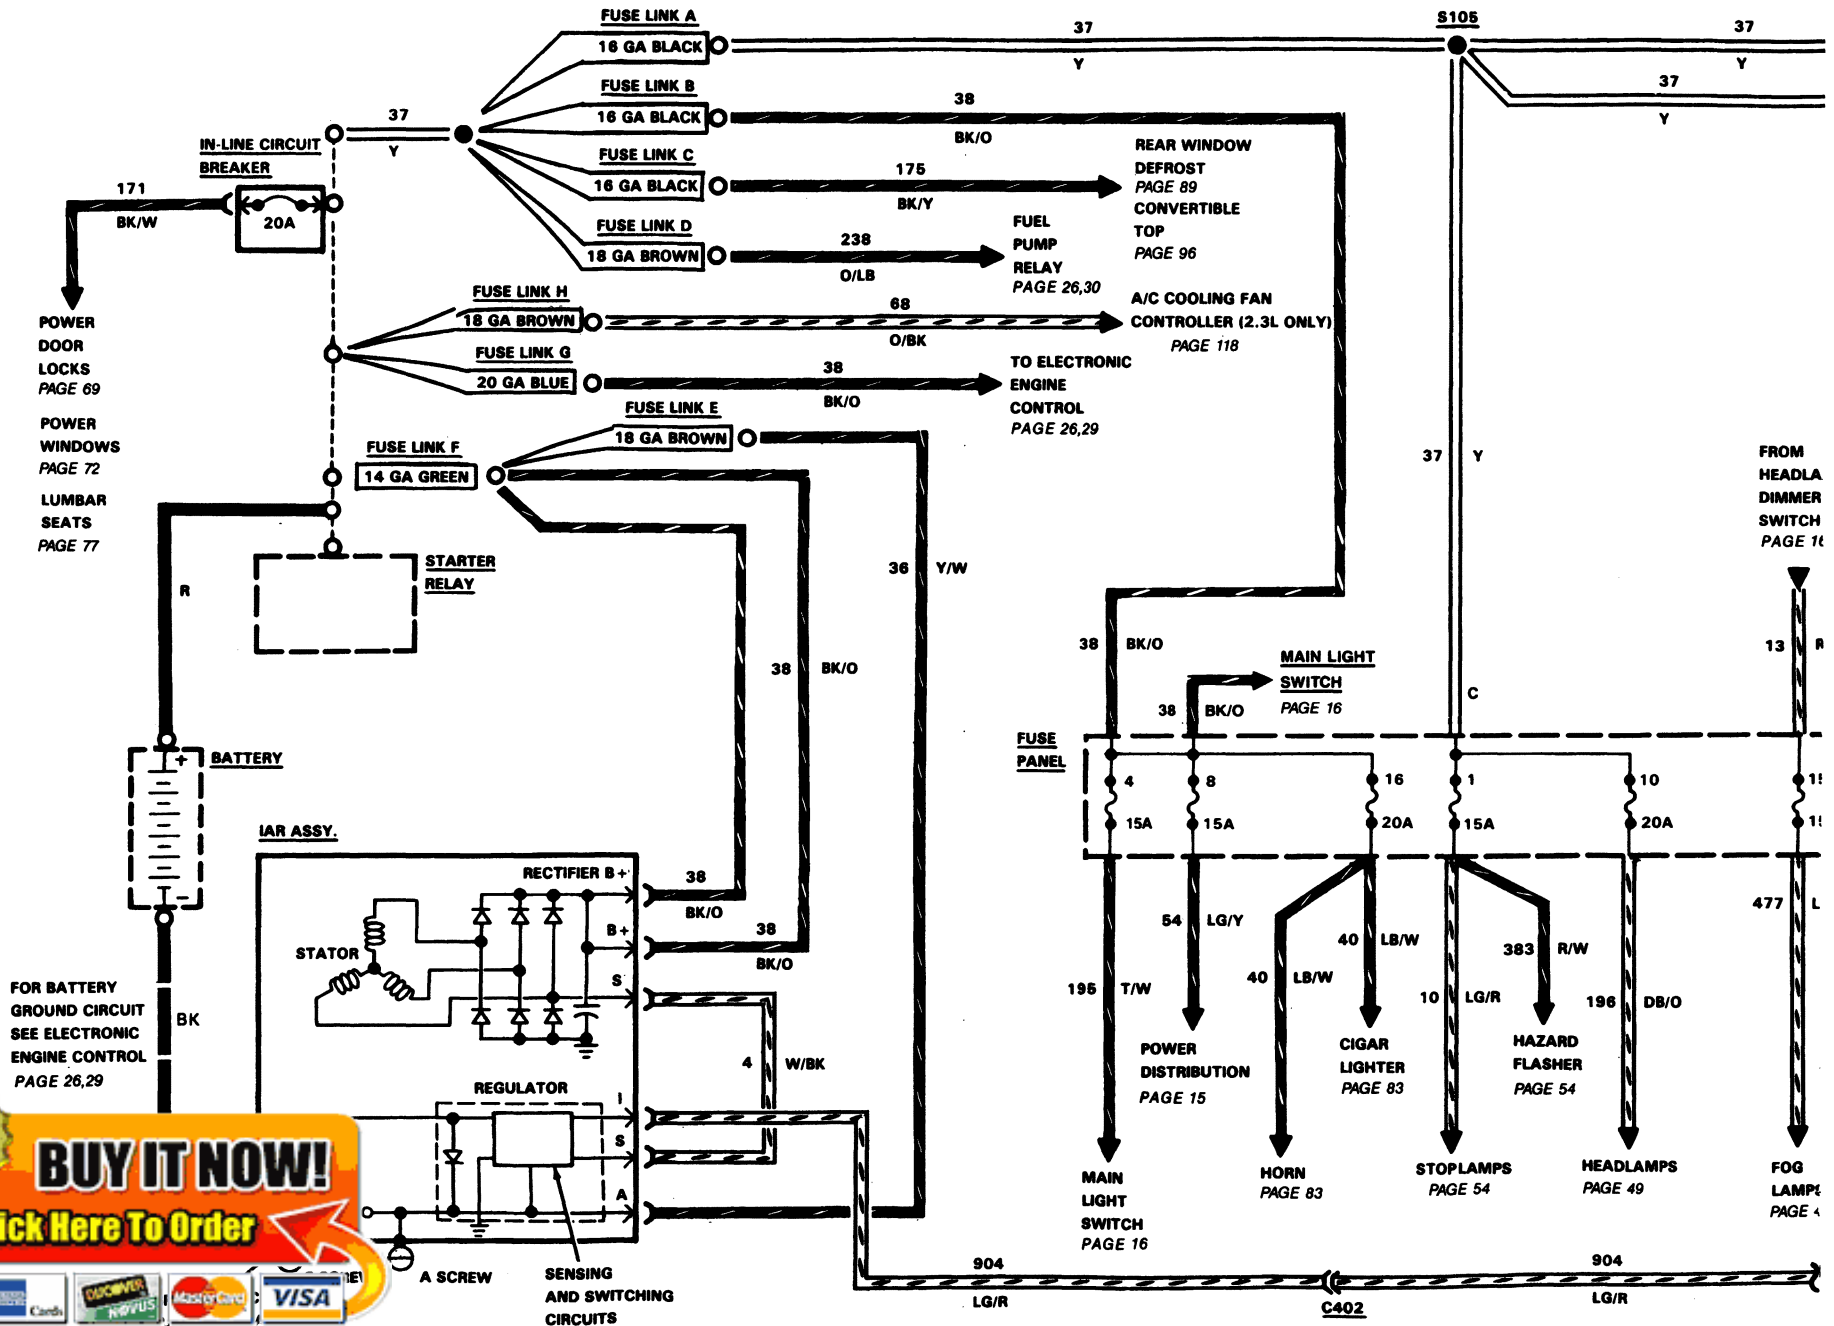 FUSE LINK A
16 GA BLACK
37
Y
S105
37
Y
37
Y
FUSE LINK B
16 GA BLACK
38
BK/O
37
Y
IN-LINE CIRCUIT
BREAKER
20A
171
BK/W
FUSE LINK C
16 GA BLACK
175
BK/Y
REAR WINDOW
DEFROST
PAGE 89
CONVERTIBLE
TOP
PAGE 96
FUSE LINK D
18 GA BROWN
238
O/LB
FUEL
PUMP
RELAY
PAGE 26,30
FUSE LINK H
18 GA BROWN
68
O/BK
A/C COOLING FAN
CONTROLLER (2.3L ONLY)
PAGE 118
FUSE LINK G
20 GA BLUE
38
BK/O
TO ELECTRONIC
ENGINE
CONTROL
PAGE 26,29
POWER
DOOR
LOCKS
PAGE 69
POWER
WINDOWS
PAGE 72
LUMBAR
SEATS
PAGE 77
FUSE LINK E
18 GA BROWN
FUSE LINK F
14 GA GREEN
37
Y
FROM
HEADLA
DIMMER
SWITCH
PAGE 16
STARTER
RELAY
R
36
Y/W
38
BK/O
38
BK/O
13
R
MAIN LIGHT
SWITCH
PAGE 16
38
BK/O
C
FUSE
PANEL
4
15A
8
15A
16
20A
1
15A
10
20A
BATTERY
+
-
IAR ASSY.
RECTIFIER B+
38
BK/O
B+
38
BK/O
STATOR
S
4
W/BK
54
LG/Y
40
LB/W
40
LB/W
383
R/W
477
L
195
T/W
10
LG/R
196
DB/O
FOR BATTERY
GROUND CIRCUIT
SEE ELECTRONIC
ENGINE CONTROL
PAGE 26,29
BK
POWER
DISTRIBUTION
PAGE 15
CIGAR
LIGHTER
PAGE 83
HAZARD
FLASHER
PAGE 54
REGULATOR
I
S
A
MAIN
LIGHT
SWITCH
PAGE 16
HORN
PAGE 83
STOPLAMPS
PAGE 54
HEADLAMPS
PAGE 49
FOG
LAMPS
PAGE 4
BUY IT NOW!
ick Here To Order
A SCREW
SENSING
AND SWITCHING
CIRCUITS
904
LG/R
C402
904
LG/R
Cards
DISCOVER
NOVUS
MasterCard
VISA